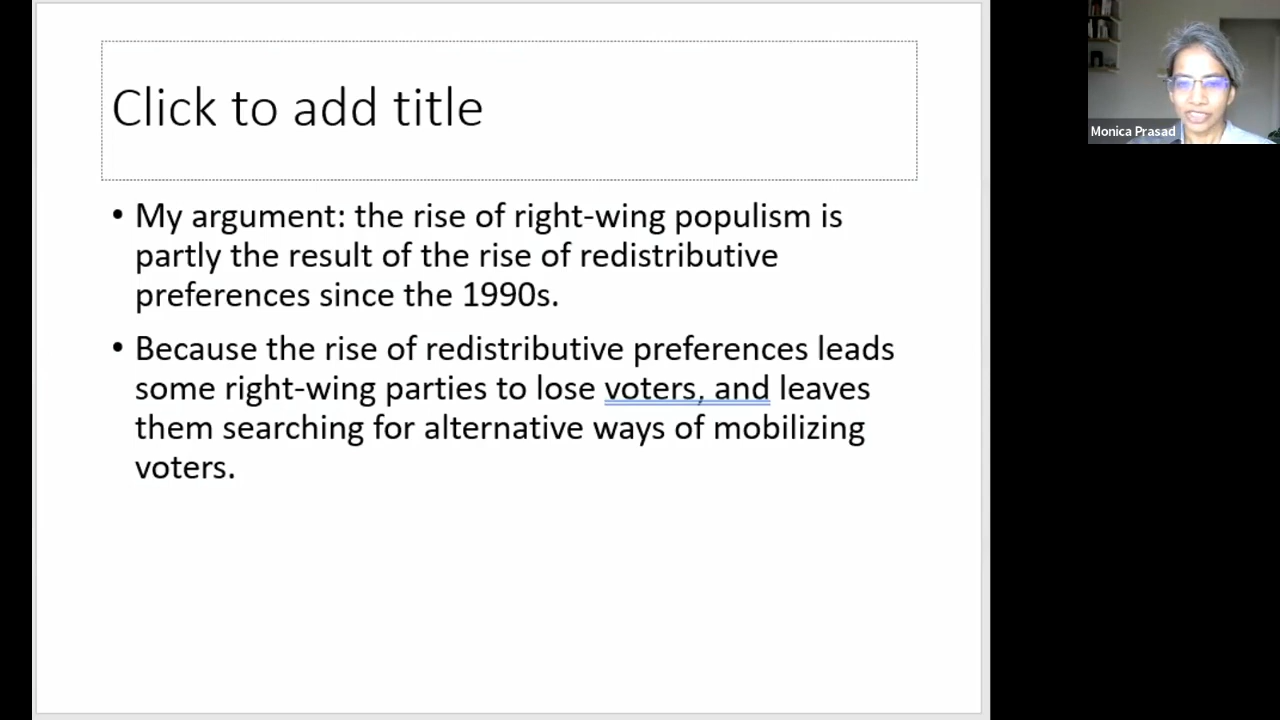 Click to add title
• My argument: the rise of right-wing populism is
partly the result of the rise of redistributive
preferences since the 1990s.
• Because the rise of redistributive preferences leads
some right-wing parties to lose voters, and leaves
them searching for alternative ways of mobilizing
voters.
Monica Prasad